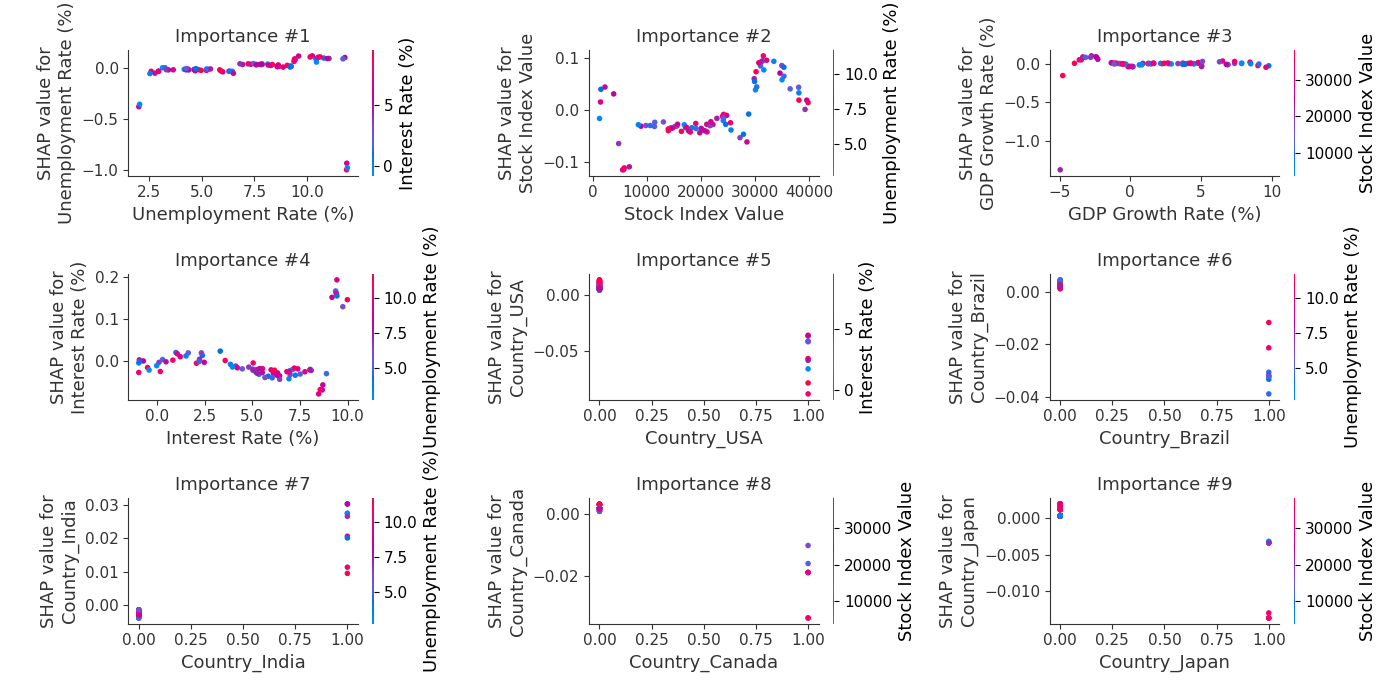 Importance #1
SHAP value for
Unemployment Rate (%)
0.0
−0.5
−1.0
2.5
5.0
7.5
10.0
Unemployment Rate (%)
5
0
Interest Rate (%)
Importance #2
SHAP value for
Stock Index Value
0.1
0.0
−0.1
0
10000
20000
30000
40000
Stock Index Value
10.0
7.5
5.0
Unemployment Rate (%)
Importance #3
SHAP value for
GDP Growth Rate (%)
0.0
−0.5
−1.0
−5
0
5
10
GDP Growth Rate (%)
30000
20000
10000
Stock Index Value
Importance #4
SHAP value for
Interest Rate (%)
0.2
0.1
0.0
0.0
2.5
5.0
7.5
10.0
Interest Rate (%)
10.0
7.5
5.0
Unemployment Rate (%)
Importance #5
SHAP value for
Country_USA
0.00
−0.05
0.00
0.25
0.50
0.75
1.00
Country_USA
5
0
Interest Rate (%)
Importance #6
SHAP value for
Country_Brazil
0.00
−0.02
−0.04
0.00
0.25
0.50
0.75
1.00
Country_Brazil
10.0
7.5
5.0
Unemployment Rate (%)
Importance #7
SHAP value for
Country_India
0.03
0.02
0.01
0.00
0.00
0.25
0.50
0.75
1.00
Country_India
10.0
7.5
5.0
Unemployment Rate (%)
Importance #8
SHAP value for
Country_Canada
0.00
−0.02
0.00
0.25
0.50
0.75
1.00
Country_Canada
30000
20000
10000
Stock Index Value
Importance #9
SHAP value for
Country_Japan
0.000
−0.005
−0.010
0.00
0.25
0.50
0.75
1.00
Country_Japan
30000
20000
10000
Stock Index Value